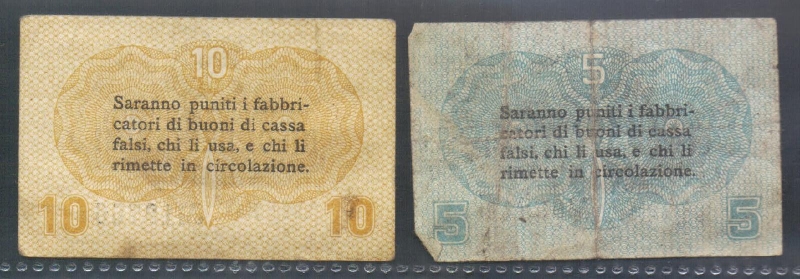 10
Saranno puniti i fabbri-
catori di buoni di cassa
falsi, chi li usa, e chi li
rimette in circolazione.
10 10
5
Saranno puniti i fabbri-
catori di buoni di cassa
falsi, chi li usa, e chi li
rimette in circolazione.
5 5